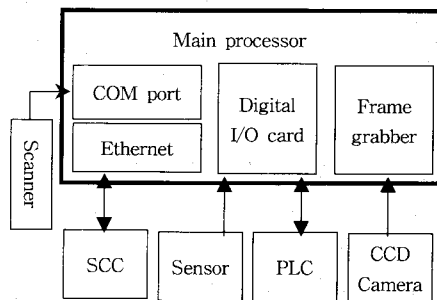 Main processor
COM port
Ethernet
Digital
I/O card
Frame
grabber
Scanner
SCC
Sensor
PLC
CCD
Camera